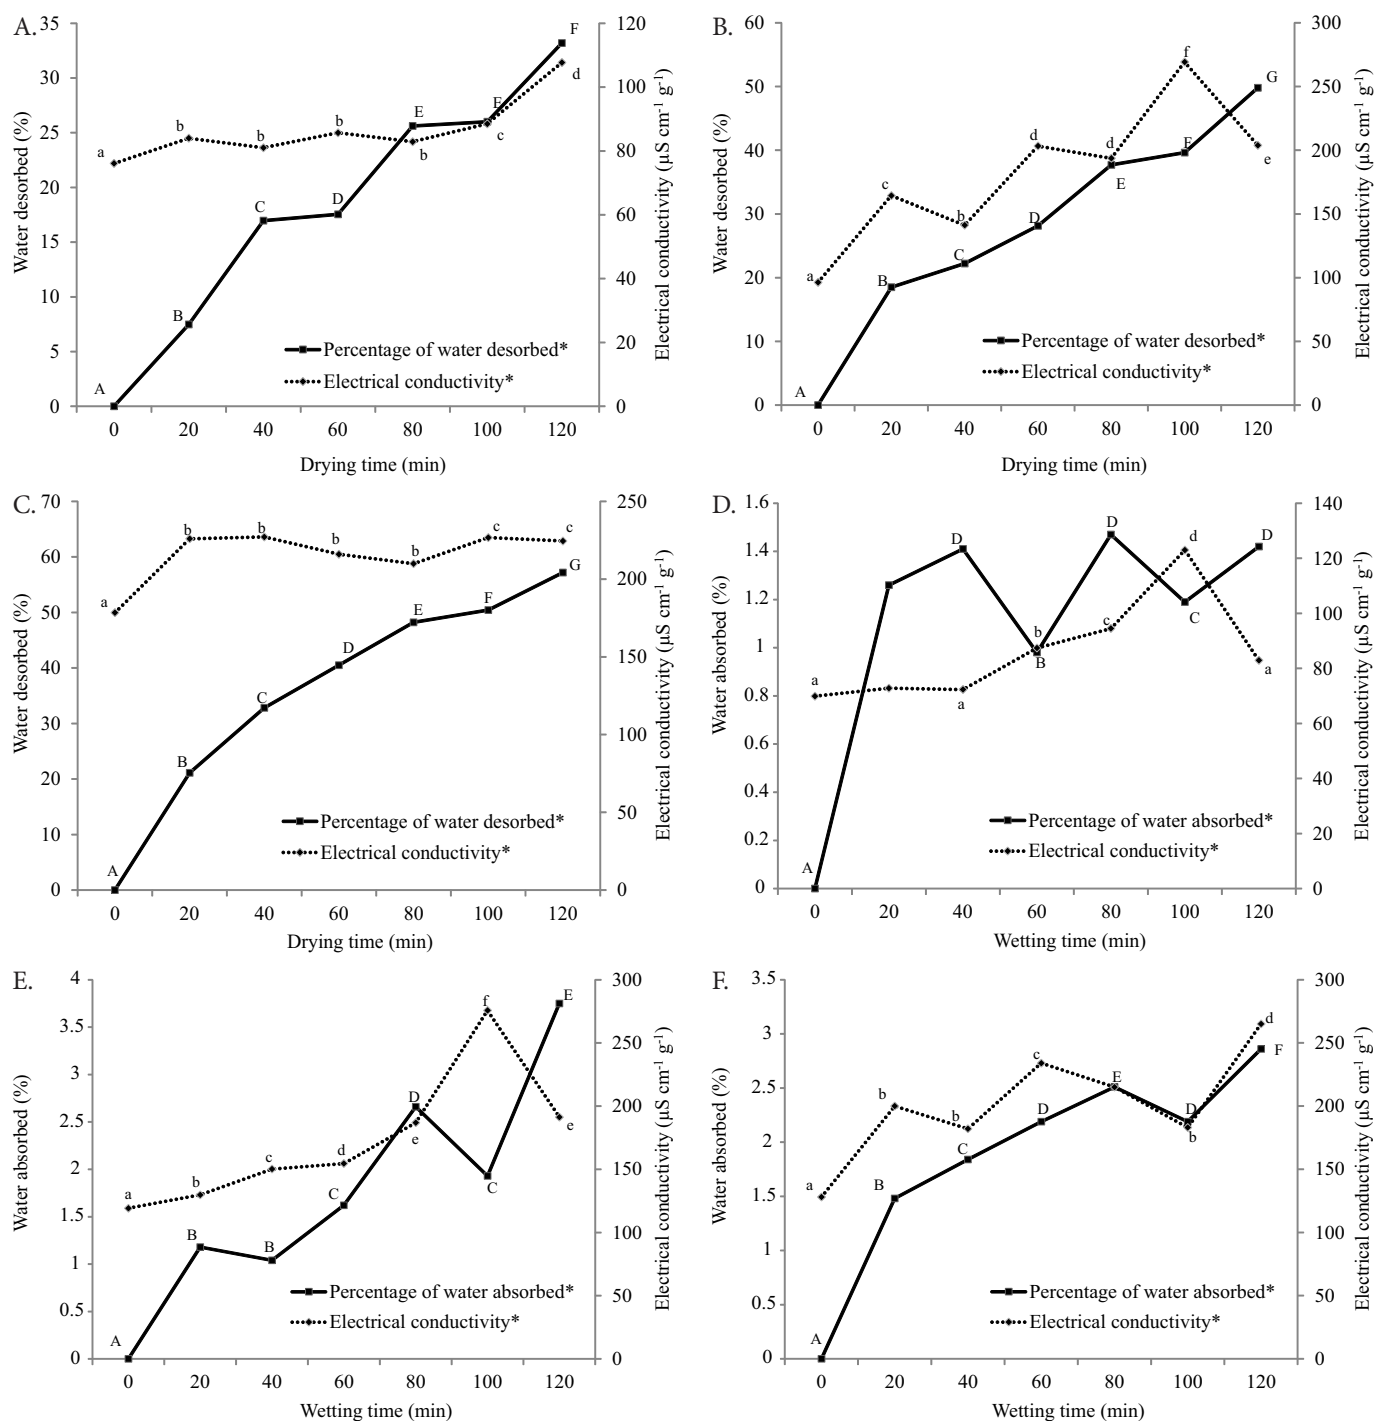 A.
35
30
25
20
15
10
5
0
Water desorbed (%)
120
100
80
60
40
20
0
Electrical conductivity (µS cm⁻¹ g⁻¹)
A
B
C
D
E
E
F
a
b
b
b
b
c
d
Percentage of water desorbed*
Electrical conductivity*
0 20 40 60 80 100 120
Drying time (min)
B.
60
50
40
30
20
10
0
Water desorbed (%)
300
250
200
150
100
50
0
Electrical conductivity (µS cm⁻¹ g⁻¹)
A
B
C
D
E
F
G
a
c
b
d
d
f
e
Percentage of water desorbed*
Electrical conductivity*
0 20 40 60 80 100 120
Drying time (min)
C.
70
60
50
40
30
20
10
0
Water desorbed (%)
250
200
150
100
50
0
Electrical conductivity (µS cm⁻¹ g⁻¹)
A
B
C
D
E
F
G
a
b
b
b
b
c
c
Percentage of water desorbed*
Electrical conductivity*
0 20 40 60 80 100 120
Drying time (min)
D.
1.6
1.4
1.2
1
0.8
0.6
0.4
0.2
0
Water absorbed (%)
140
120
100
80
60
40
20
0
Electrical conductivity (µS cm⁻¹ g⁻¹)
A
D
B
D
C
D
a
a
b
c
d
a
Percentage of water absorbed*
Electrical conductivity*
0 20 40 60 80 100 120
Wetting time (min)
E.
4
3.5
3
2.5
2
1.5
1
0.5
0
Water absorbed (%)
300
250
200
150
100
50
0
Electrical conductivity (µS cm⁻¹ g⁻¹)
A
B
B
C
D
C
E
a
b
c
d
e
f
e
Percentage of water absorbed*
Electrical conductivity*
0 20 40 60 80 100 120
Wetting time (min)
F.
3.5
3
2.5
2
1.5
1
0.5
0
Water absorbed (%)
300
250
200
150
100
50
0
Electrical conductivity (µS cm⁻¹ g⁻¹)
A
B
C
D
E
D
F
a
b
b
c
b
d
Percentage of water absorbed*
Electrical conductivity*
0 20 40 60 80 100 120
Wetting time (min)